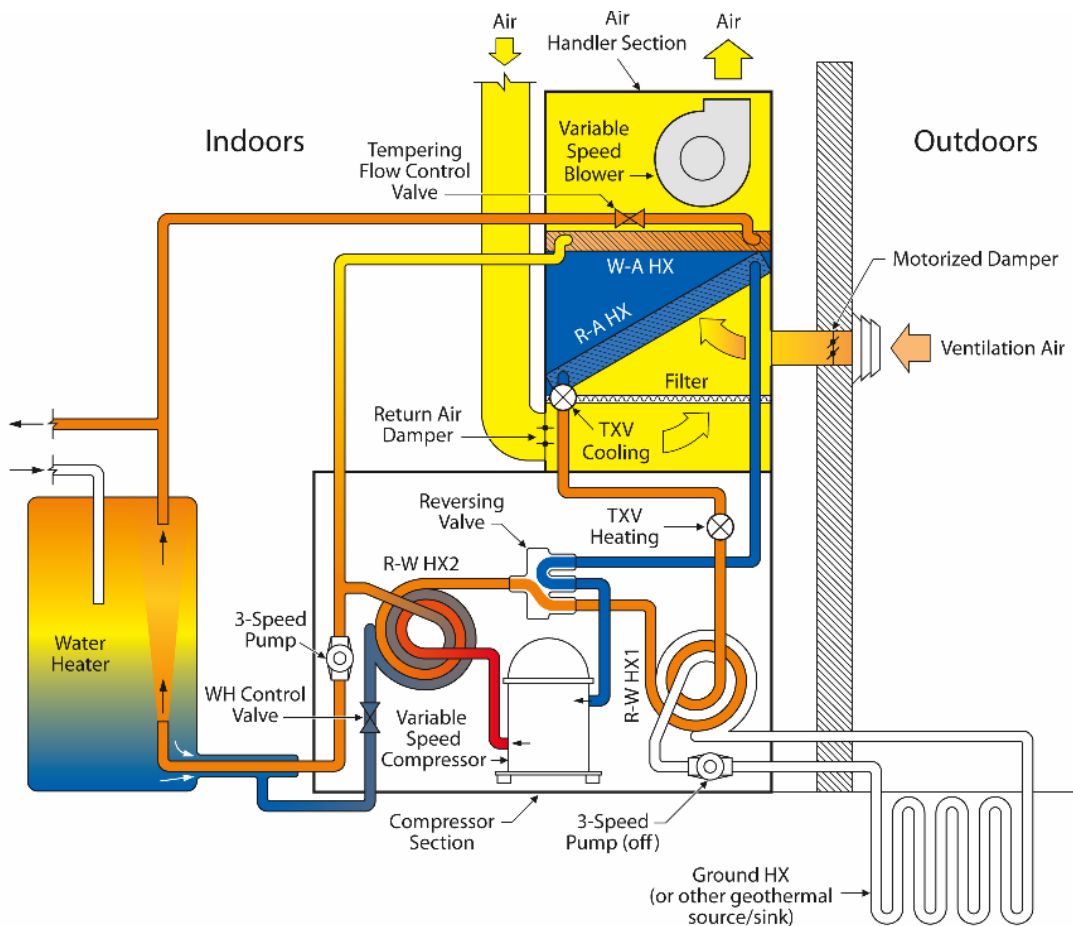 Air
Air
Handler Section
Air
Indoors
Outdoors
Tempering
Flow Control
Valve
Variable
Speed
Blower
W-A HX
Motorized Damper
R-A HX
Ventilation Air
Filter
Return Air
Damper
TXV
Cooling
Reversing
Valve
TXV
Heating
R-W HX2
3-Speed
Pump
Water
Heater
WH Control
Valve
R-W HX1
Variable
Speed
Compressor
Compressor
Section
3-Speed
Pump (off)
Ground HX
(or other geothermal
source/sink)